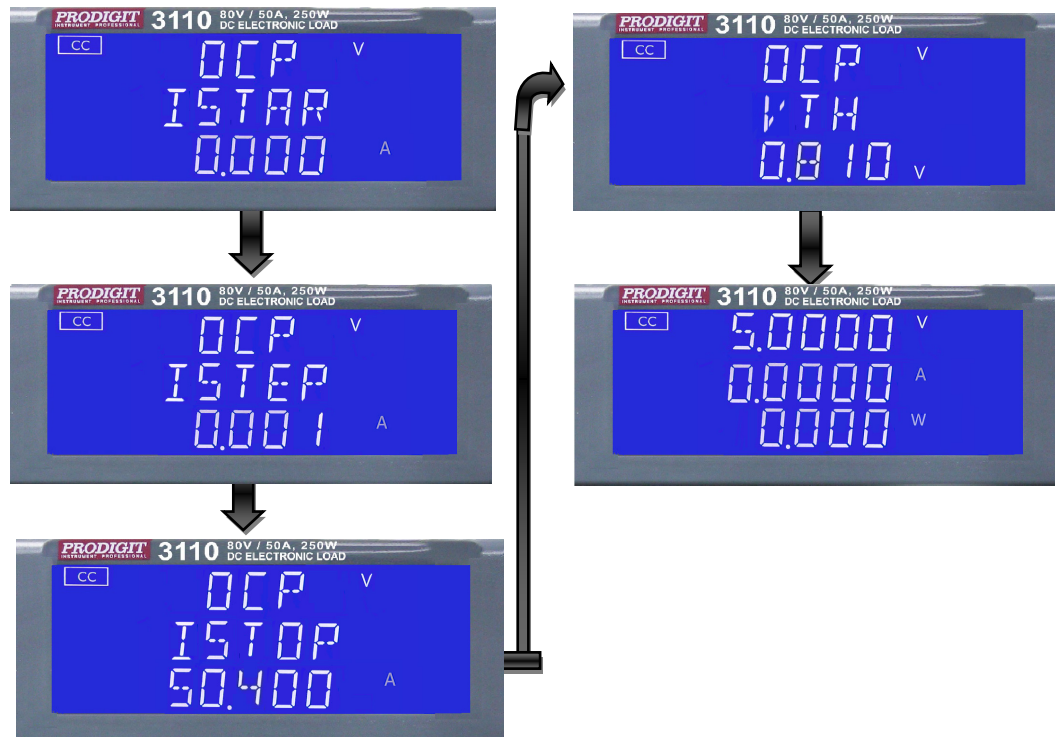 PRODIGIT
INSTRUMENT PROFESSIONAL
3110
80V / 50A, 250W
DC ELECTRONIC LOAD
CC
OCP V
ISTAR
0.000 A
PRODIGIT
INSTRUMENT PROFESSIONAL
3110
80V / 50A, 250W
DC ELECTRONIC LOAD
CC
OCP V
ISTEP
0.001 A
PRODIGIT
INSTRUMENT PROFESSIONAL
3110
80V / 50A, 250W
DC ELECTRONIC LOAD
CC
OCP V
ISTOP
50.400 A
PRODIGIT
INSTRUMENT PROFESSIONAL
3110
80V / 50A, 250W
DC ELECTRONIC LOAD
CC
OCP V
VTH
0.810 V
PRODIGIT
INSTRUMENT PROFESSIONAL
3110
80V / 50A, 250W
DC ELECTRONIC LOAD
CC
5.0000 V
0.0000 A
0.000 W